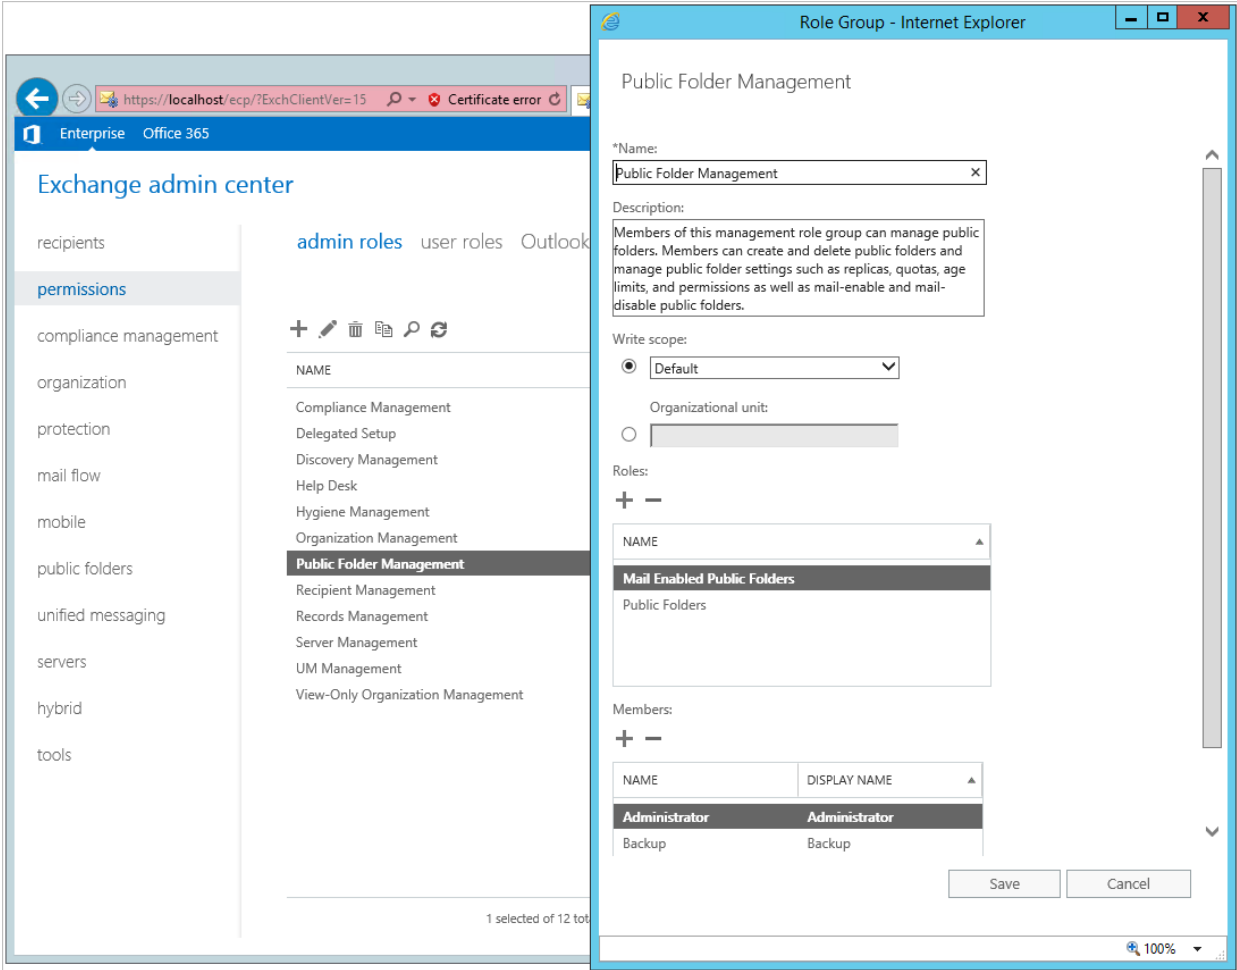 https://localhost/ecp/?ExchClientVer=15
Certificate error
Enterprise
Office 365
Exchange admin center
recipients
permissions
compliance management
organization
protection
mail flow
mobile
public folders
unified messaging
servers
hybrid
tools
admin roles
user roles
Outlook
NAME
Compliance Management
Delegated Setup
Discovery Management
Help Desk
Hygiene Management
Organization Management
Public Folder Management
Recipient Management
Records Management
Server Management
UM Management
View-Only Organization Management
1 selected of 12 tot
Role Group - Internet Explorer
Public Folder Management
*Name:
Public Folder Management
Description:
Members of this management role group can manage public
folders. Members can create and delete public folders and
manage public folder settings such as replicas, quotas, age
limits, and permissions as well as mail-enable and mail-
disable public folders.
Write scope:
Default
Organizational unit:
Roles:
NAME
Mail Enabled Public Folders
Public Folders
Members:
NAME DISPLAY NAME
Administrator Administrator
Backup Backup
Save
Cancel
100%